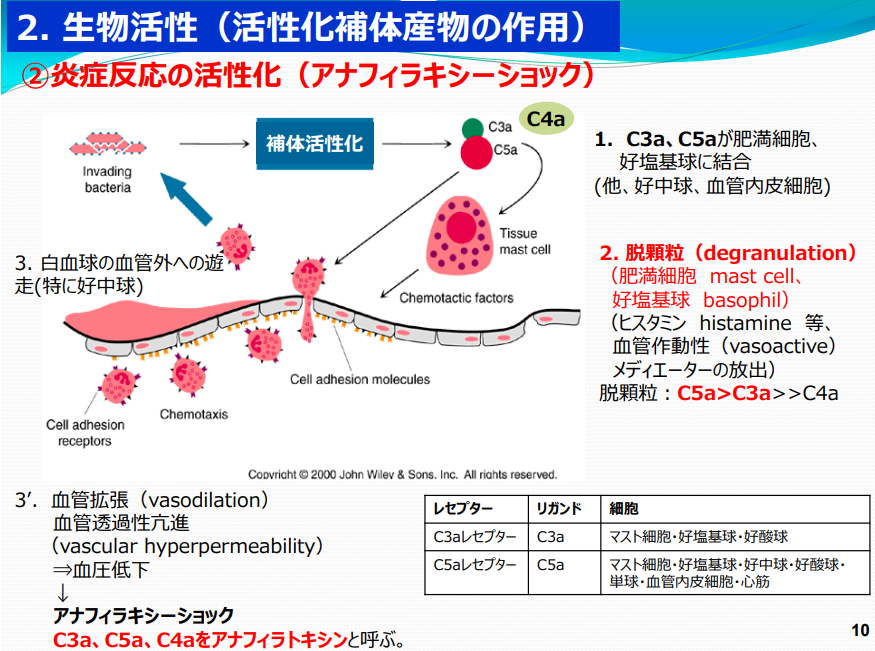 2. 生物活性（活性化補体産物の作用）
②炎症反応の活性化（アナフィラキシーショック）
Invading
bacteria
補体活性化
C3a
C4a
C5a
Tissue
mast cell
Chemotactic factors
3. 白血球の血管外への遊
走(特に好中球)
Cell adhesion molecules
Chemotaxis
Cell adhesion
receptors
Copyright © 2000 John Wiley & Sons, Inc. All rights reserved.
1. C3a、C5aが肥満細胞、
好塩基球に結合
(他、好中球、血管内皮細胞)
2. 脱顆粒（degranulation）
（肥満細胞 mast cell、
好塩基球 basophil）
（ヒスタミン histamine 等、
血管作動性（vasoactive）
メディエーターの放出）
脱顆粒：C5a>C3a>>C4a
3’. 血管拡張（vasodilation）
血管透過性亢進
（vascular hyperpermeability）
⇒血圧低下
↓
アナフィラキシーショック
C3a、C5a、C4aをアナフィラトキシンと呼ぶ。
レセプター リガンド 細胞
C3aレセプター C3a マスト細胞・好塩基球・好酸球
C5aレセプター C5a マスト細胞・好塩基球・好中球・好酸球・
単球・血管内皮細胞・心筋
10